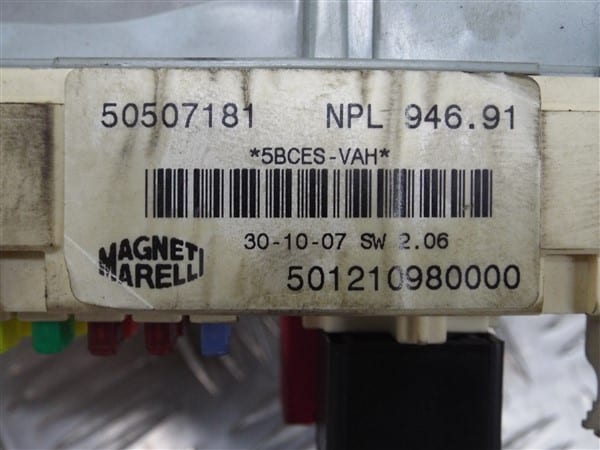 50507181 NPL 946.91
*5BCES-VAH*
30-10-07 SW 2.06
MAGNETI
MARELLI
501210980000